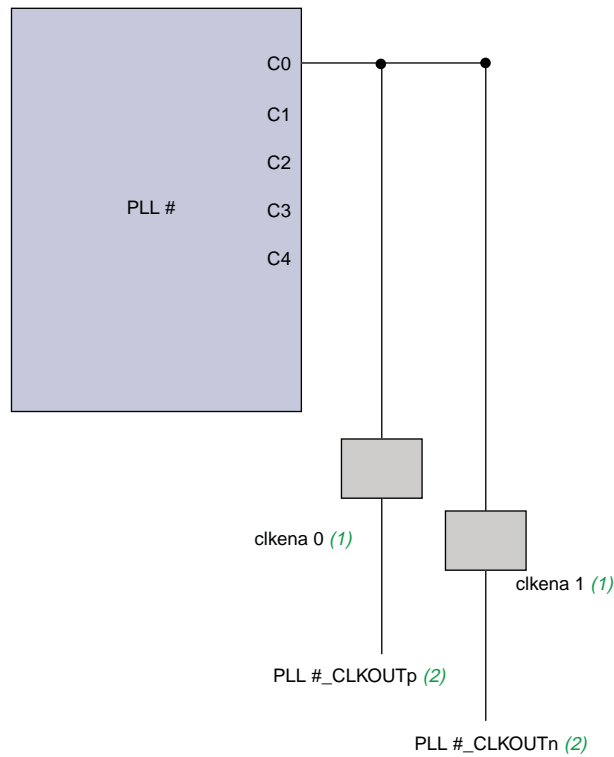 C0
C1
C2
PLL #
C3
C4
clkena 0 (1)
clkena 1 (1)
PLL #_CLKOUTp (2)
PLL #_CLKOUTn (2)